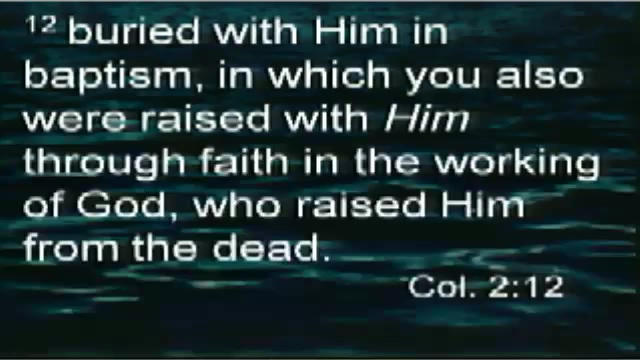 12 buried with Him in
baptism, in which you also
were raised with Him
through faith in the working
of God, who raised Him
from the dead.
Col. 2:12